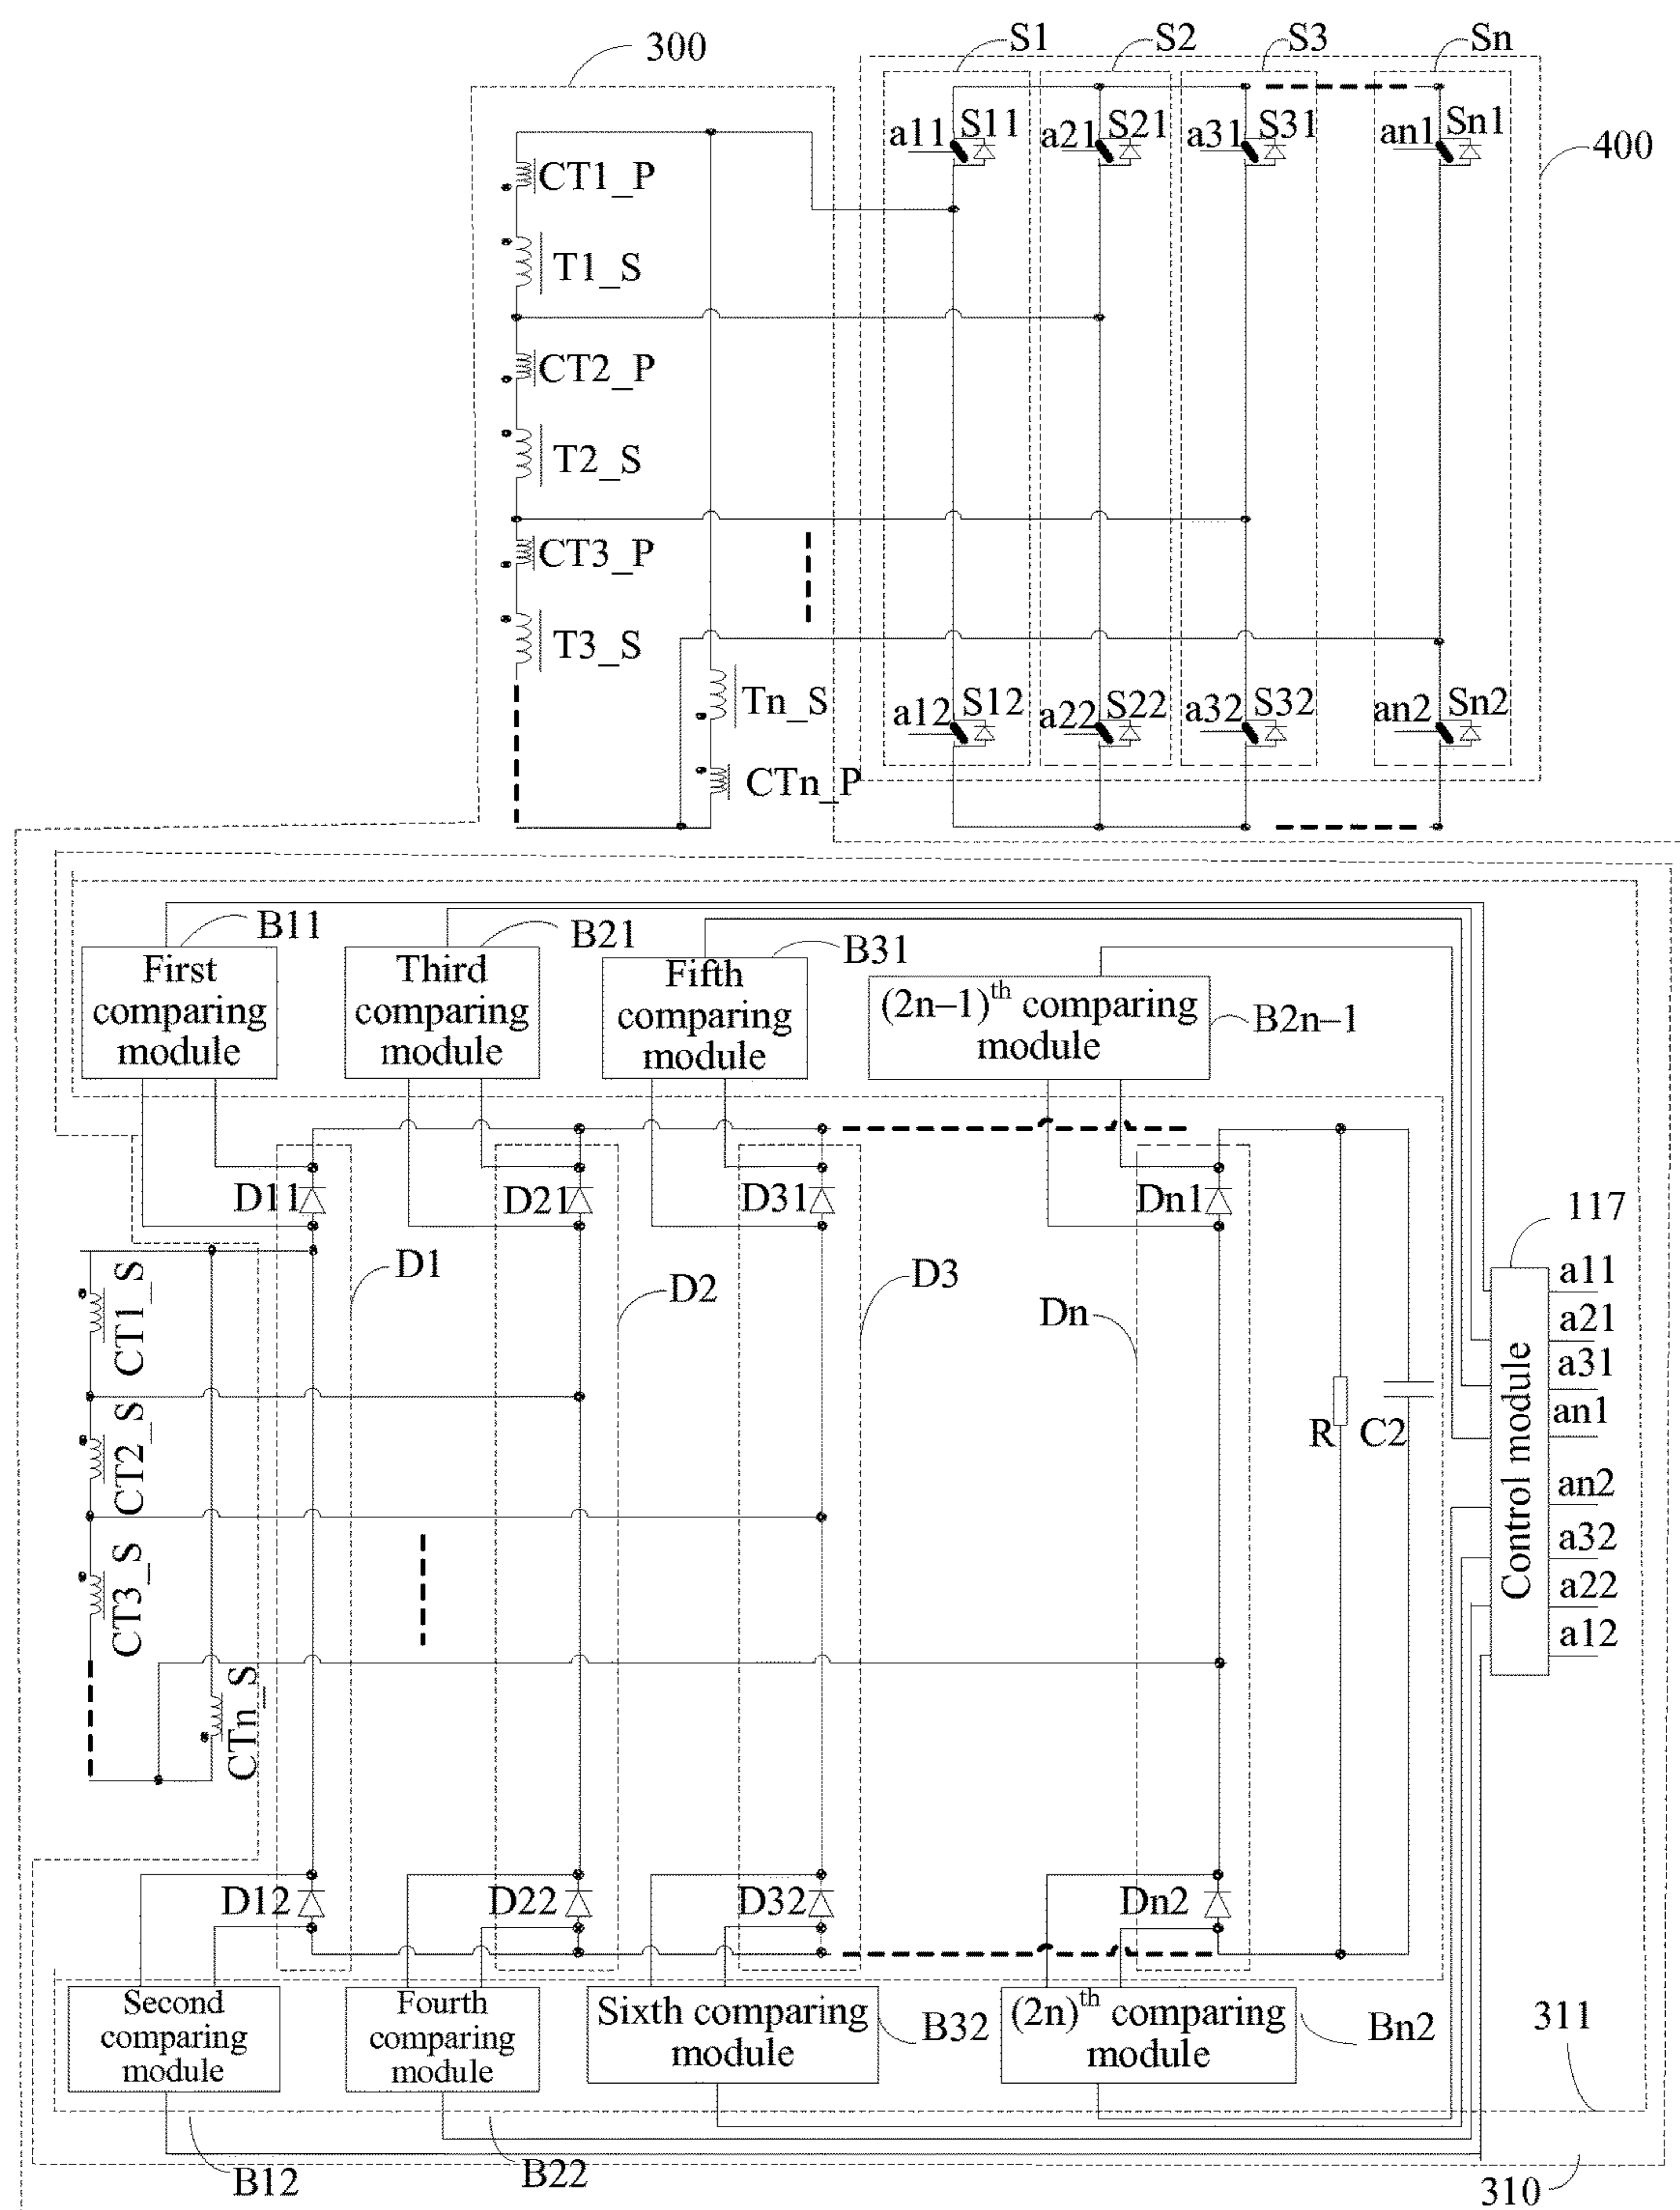 300
S1
S2
S3
Sn
400
a11
S11
a21
S21
a31
S31
an1
Sn1
CT1_P
T1_S
CT2_P
T2_S
CT3_P
T3_S
Tn_S
CTn_P
a12
S12
a22
S22
a32
S32
an2
Sn2
B11
B21
B31
B2n–1
First
comparing
module
Third
comparing
module
Fifth
comparing
module
(2n–1)th comparing
module
D11
D21
D31
Dn1
117
D1
D2
D3
Dn
CT1_S
CT2_S
CT3_S
CTn_S
R
C2
Control module
a11
a21
a31
an1
an2
a32
a22
a12
D12
D22
D32
Dn2
Second
comparing
module
Fourth
comparing
module
Sixth comparing
module
(2n)th comparing
module
B32
Bn2
311
B12
B22
310